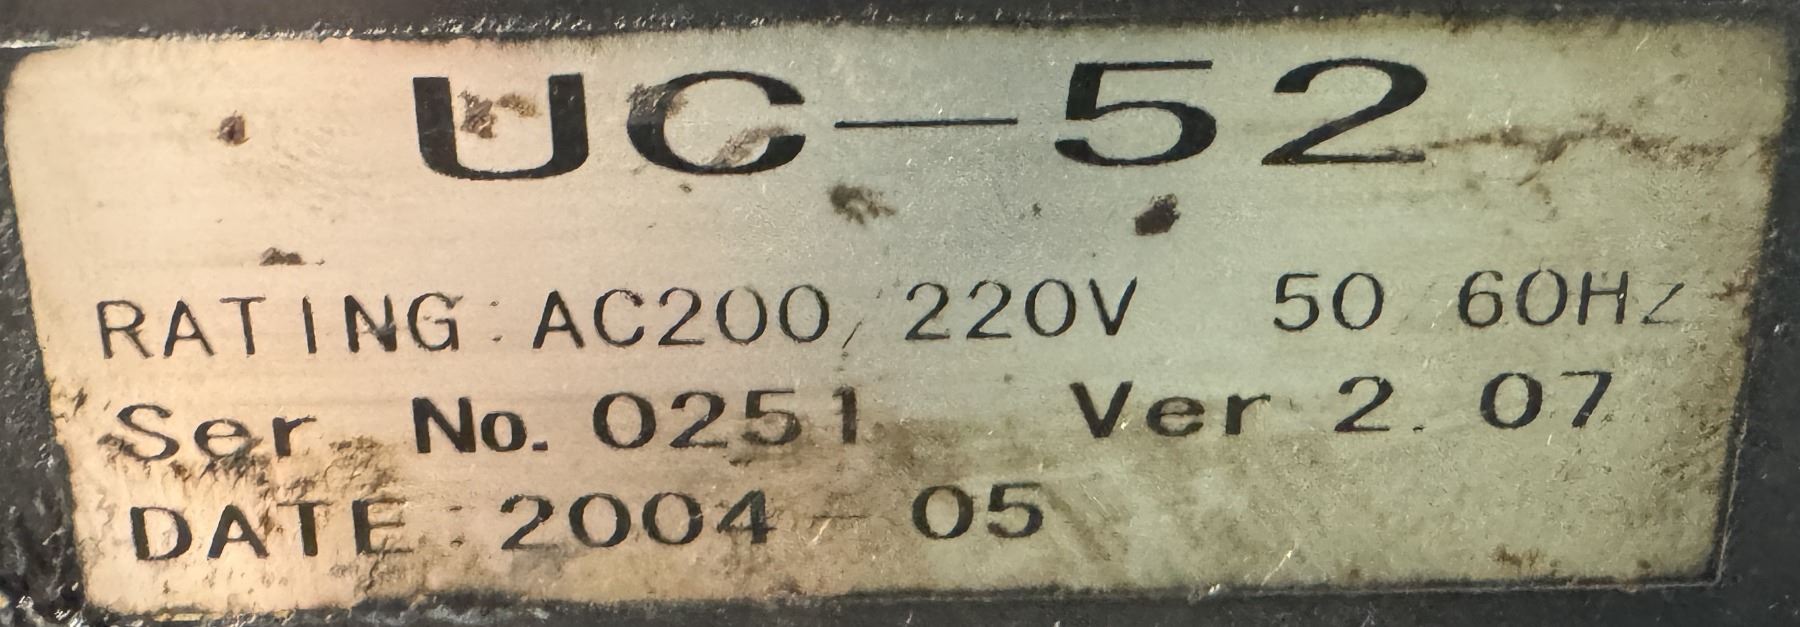 UC-52
RATING:AC200/220V 50/60Hz
Ser No. 0251 Ver 2.07
DATE:2004-05